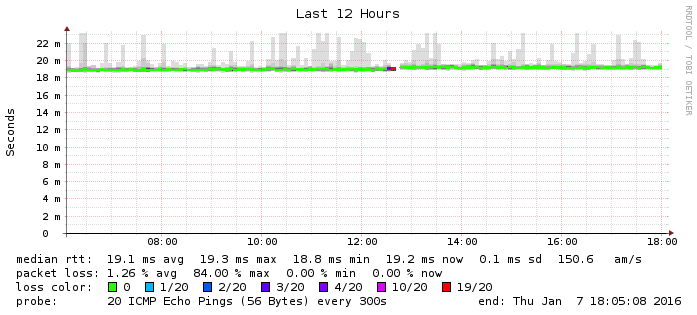 Last 12 Hours
RRDTOOL / TOBI OETIKER
Seconds
22 m
20 m
18 m
16 m
14 m
12 m
10 m
8 m
6 m
4 m
2 m
0
08:00 10:00 12:00 14:00 16:00 18:00
median rtt: 19.1 ms avg 19.3 ms max 18.8 ms min 19.2 ms now 0.1 ms sd 150.6 am/s
packet loss: 1.26 % avg 84.00 % max 0.00 % min 0.00 % now
loss color: 0 1/20 2/20 3/20 4/20 10/20 19/20
probe: 20 ICMP Echo Pings (56 Bytes) every 300s end: Thu Jan 7 18:05:08 2016